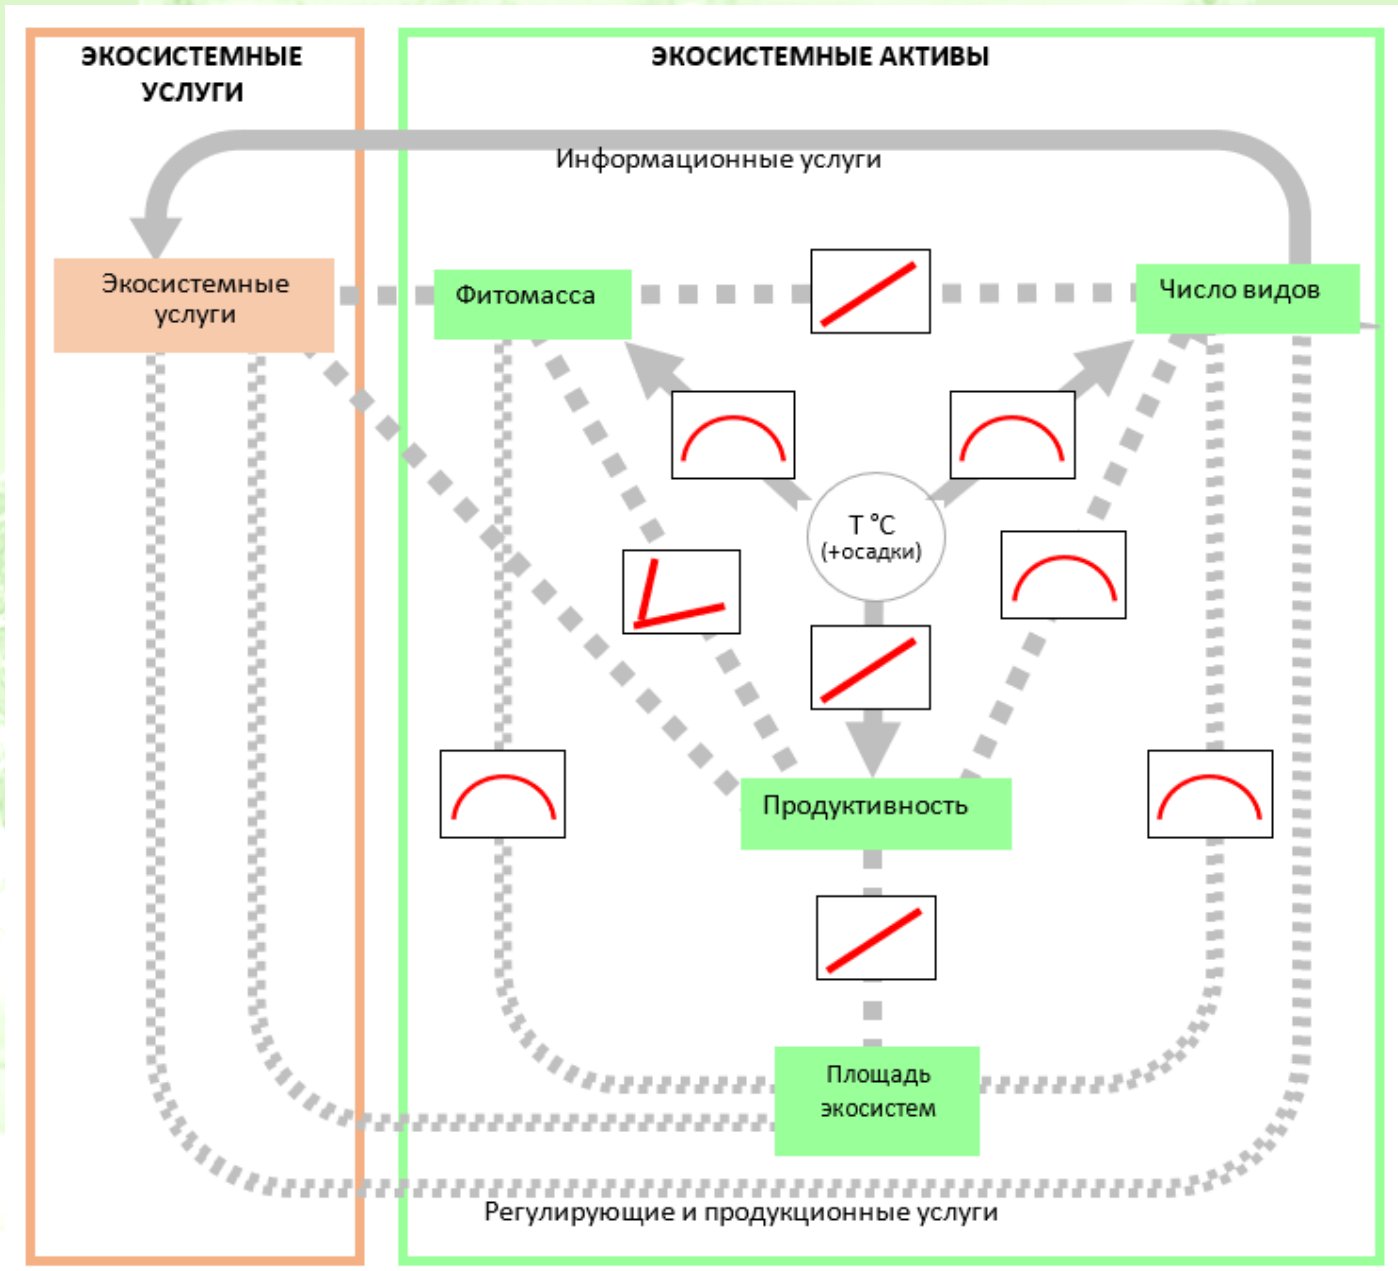 ЭКОСИСТЕМНЫЕ
УСЛУГИ
ЭКОСИСТЕМНЫЕ АКТИВЫ
Информационные услуги
Экосистемные
услуги
Фитомасса
Число видов
T °C
(+осадки)
Продуктивность
Площадь
экосистем
Регулирующие и продукционные услуги